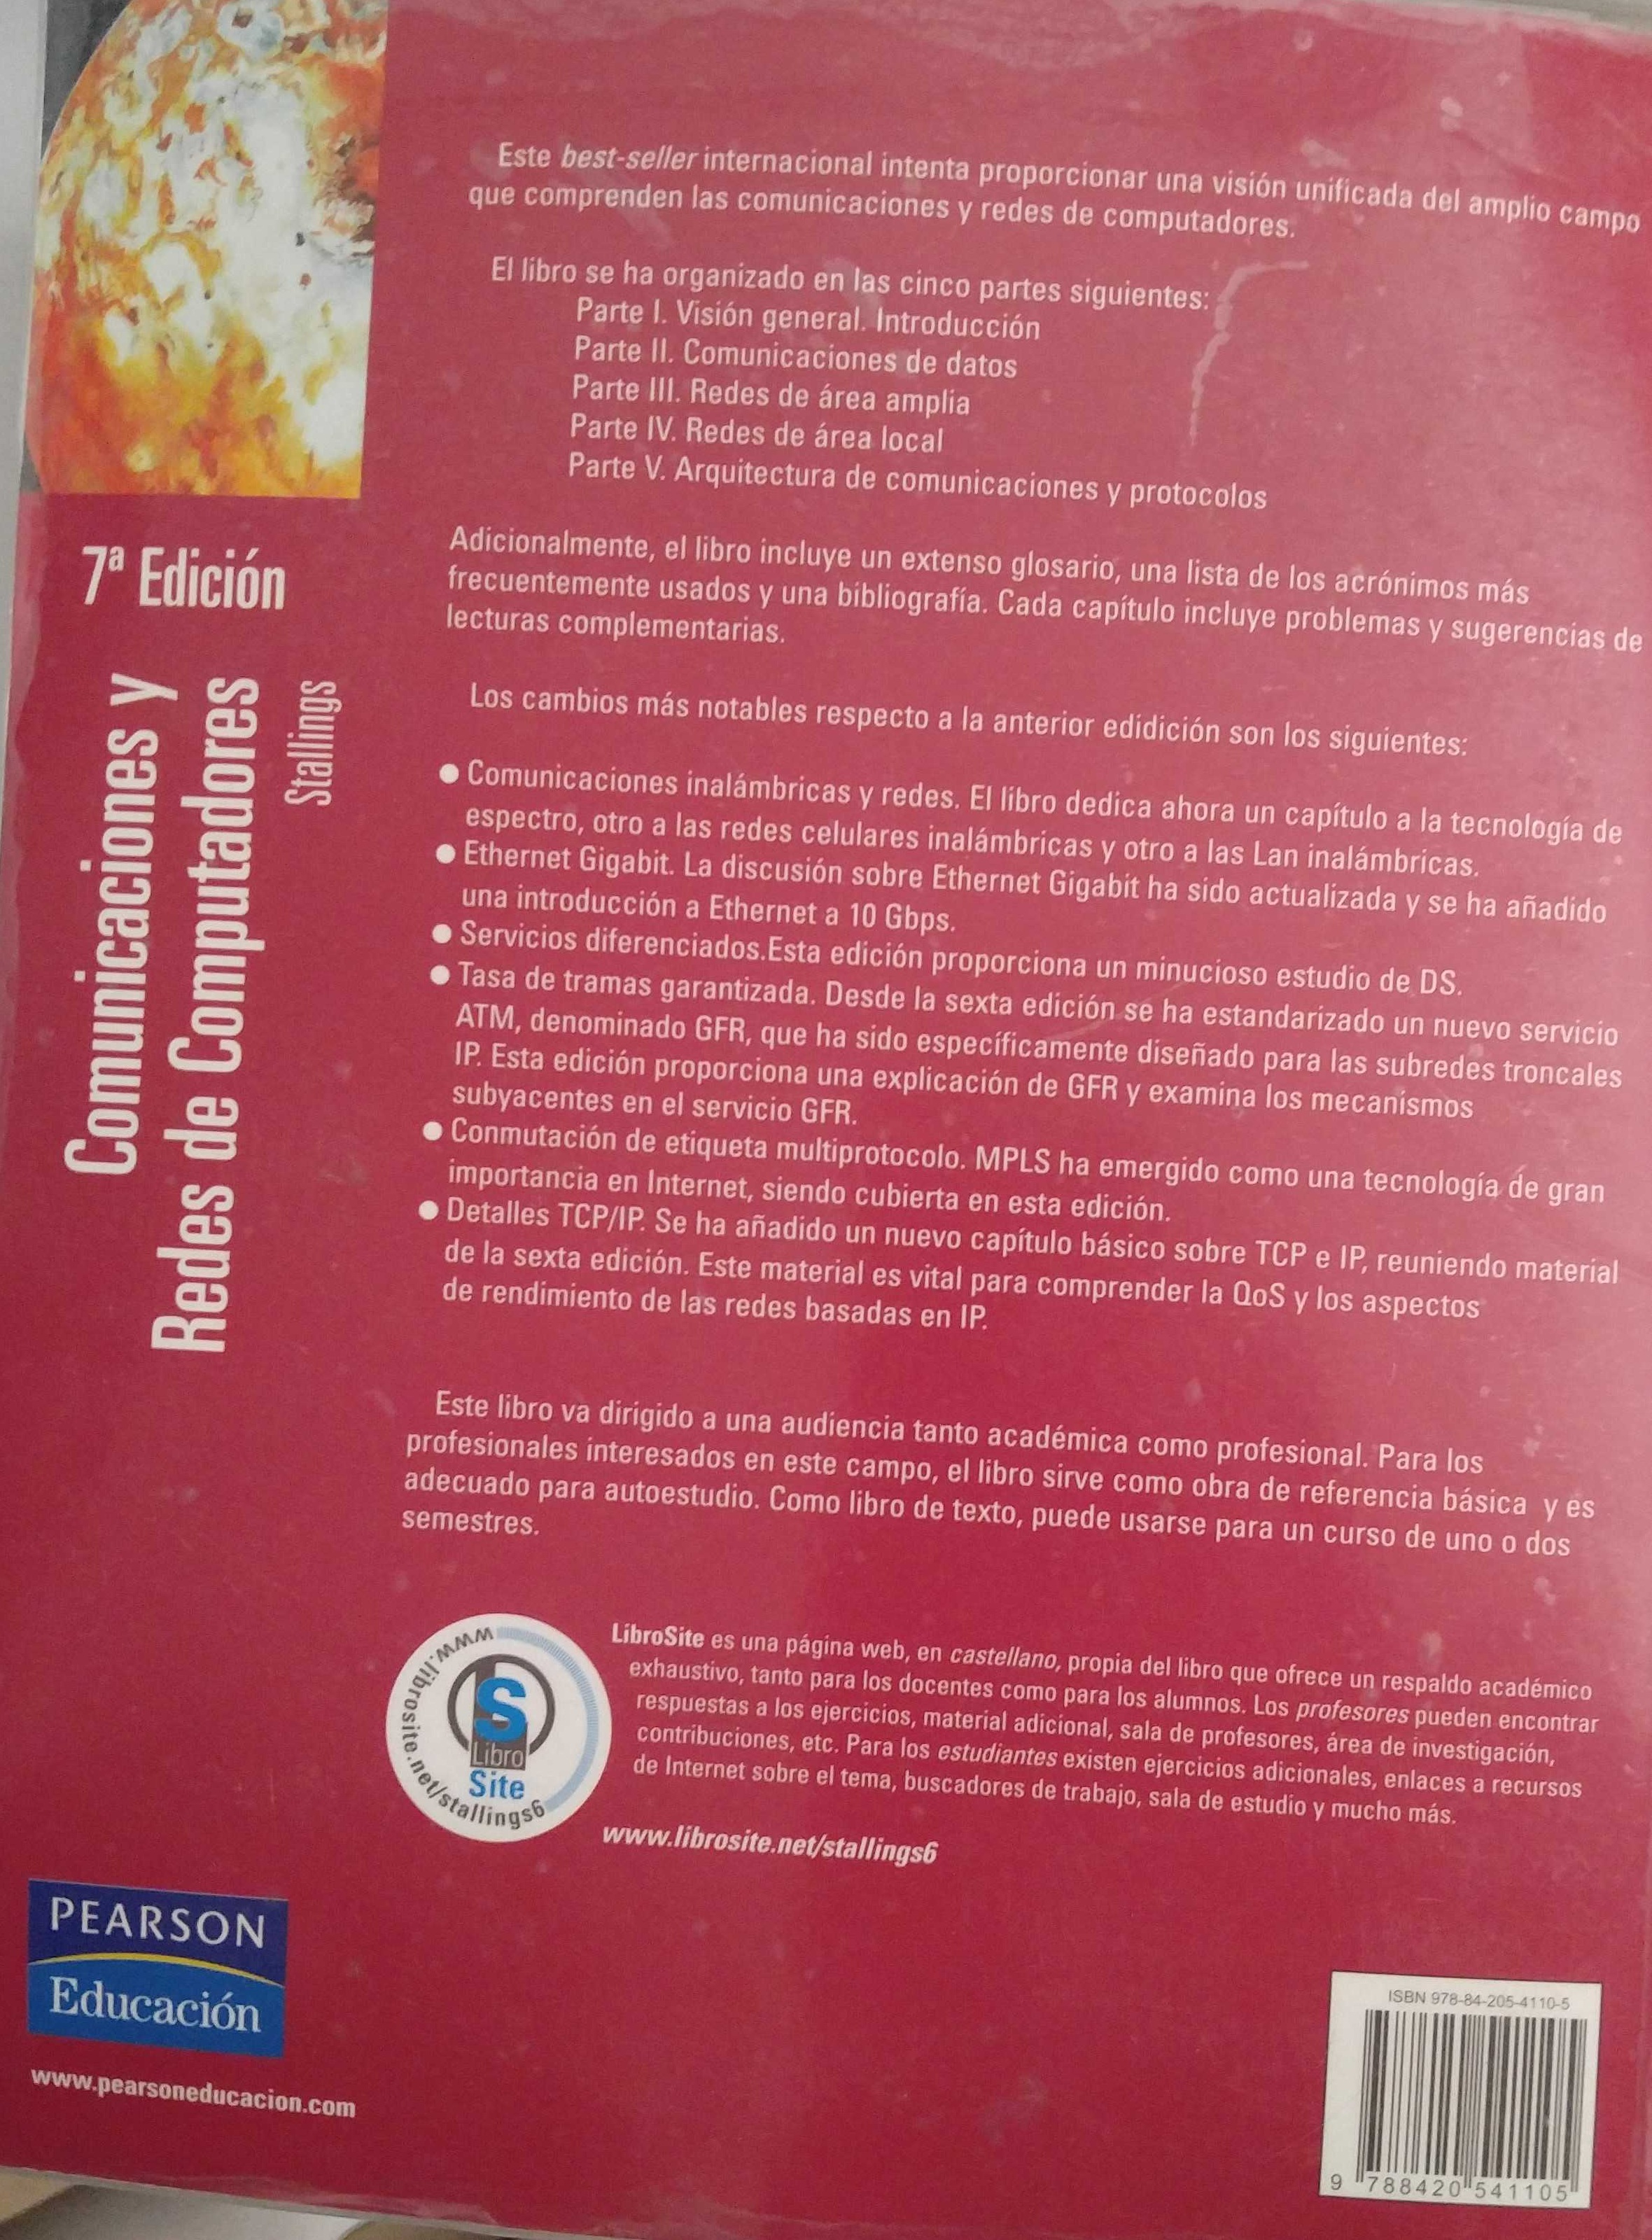 Este best-seller internacional intenta proporcionar una visión unificada del amplio campo
que comprenden las comunicaciones y redes de computadores.
El libro se ha organizado en las cinco partes siguientes:
Parte I. Visión general. Introducción
Parte II. Comunicaciones de datos
Parte III. Redes de área amplia
Parte IV. Redes de área local
Parte V. Arquitectura de comunicaciones y protocolos
Adicionalmente, el libro incluye un extenso glosario, una lista de los acrónimos más
frecuentemente usados y una bibliografía. Cada capítulo incluye problemas y sugerencias de
lecturas complementarias.
Los cambios más notables respecto a la anterior edidición son los siguientes:
● Comunicaciones inalámbricas y redes. El libro dedica ahora un capítulo a la tecnología de
espectro, otro a las redes celulares inalámbricas y otro a las Lan inalámbricas.
● Ethernet Gigabit. La discusión sobre Ethernet Gigabit ha sido actualizada y se ha añadido
una introducción a Ethernet a 10 Gbps.
● Servicios diferenciados.Esta edición proporciona un minucioso estudio de DS.
● Tasa de tramas garantizada. Desde la sexta edición se ha estandarizado un nuevo servicio
ATM, denominado GFR, que ha sido específicamente diseñado para las subredes troncales
IP. Esta edición proporciona una explicación de GFR y examina los mecanismos
subyacentes en el servicio GFR.
● Conmutación de etiqueta multiprotocolo. MPLS ha emergido como una tecnología de gran
importancia en Internet, siendo cubierta en esta edición.
● Detalles TCP/IP. Se ha añadido un nuevo capítulo básico sobre TCP e IP, reuniendo material
de la sexta edición. Este material es vital para comprender la QoS y los aspectos
de rendimiento de las redes basadas en IP.
Este libro va dirigido a una audiencia tanto académica como profesional. Para los
profesionales interesados en este campo, el libro sirve como obra de referencia básica y es
adecuado para autoestudio. Como libro de texto, puede usarse para un curso de uno o dos
semestres.
LibroSite es una página web, en castellano, propia del libro que ofrece un respaldo académico
exhaustivo, tanto para los docentes como para los alumnos. Los profesores pueden encontrar
respuestas a los ejercicios, material adicional, sala de profesores, área de investigación,
contribuciones, etc. Para los estudiantes existen ejercicios adicionales, enlaces a recursos
de Internet sobre el tema, buscadores de trabajo, sala de estudio y mucho más.
www.librosite.net/stallings6
www.librosite.net/stallings6
S
Libro
Site
7ª Edición
Comunicaciones y
Redes de Computadores
Stallings
PEARSON
Educación
www.pearsoneducacion.com
ISBN 978-84-205-4110-5
9 788420 541105